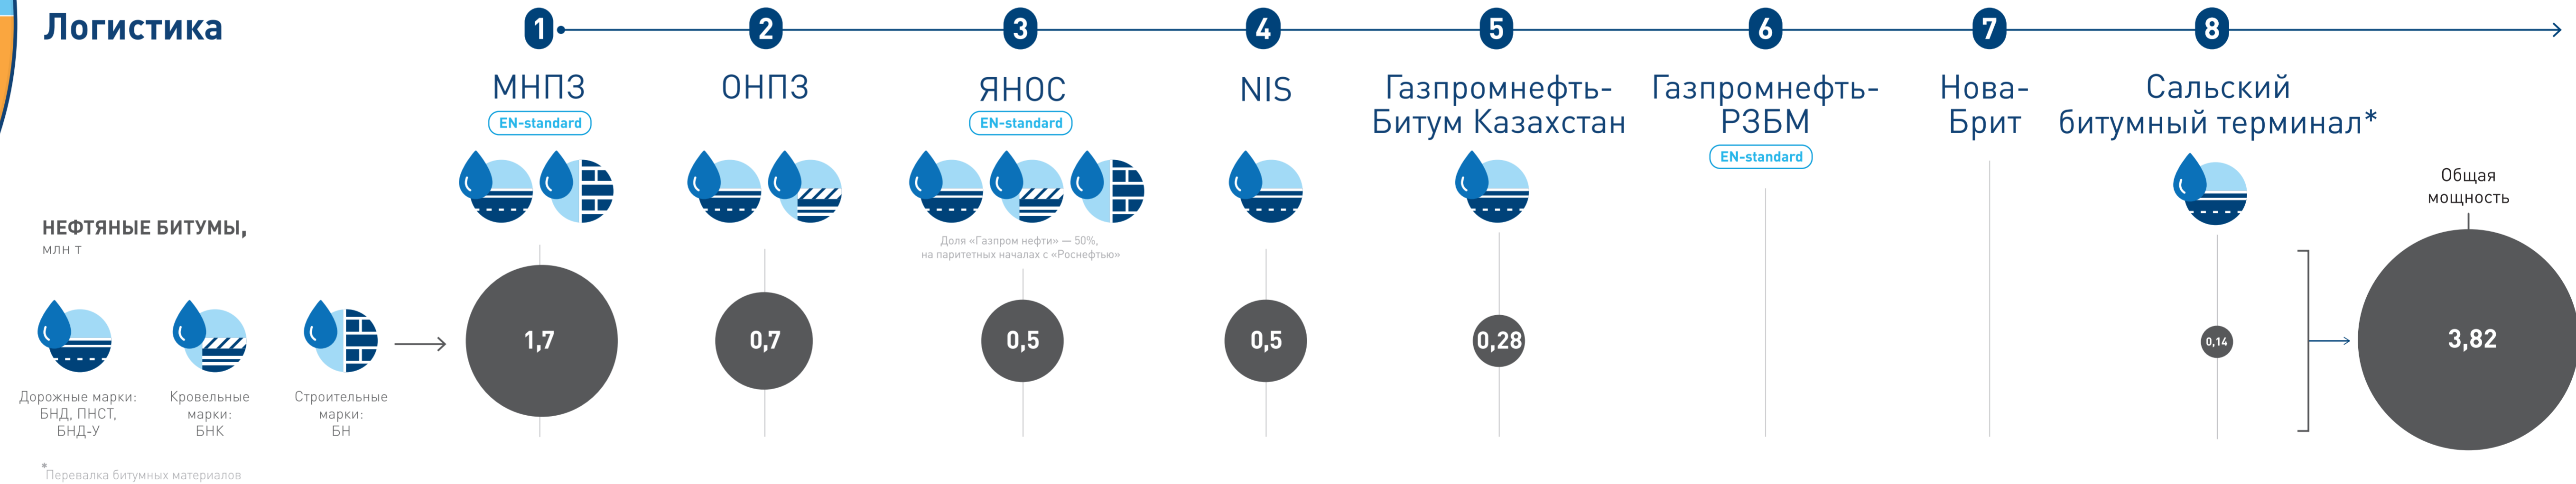 Логистика
1
2
3
4
5
6
7
8
МНПЗ
EN-standard
ОНПЗ
ЯНОС
EN-standard
NIS
Газпромнефть-
Битум Казахстан
Газпромнефть-
РЗБМ
EN-standard
Нова-
Брит
Сальский
битумный терминал*
Общая
мощность
НЕФТЯНЫЕ БИТУМЫ,
млн т
Доля «Газпром нефти» — 50%,
на паритетных началах с «Роснефтью»
1,7
0,7
0,5
0,5
0,28
0,14
3,82
Дорожные марки:
БНД, ПНСТ,
БНД-У
Кровельные
марки:
БНК
Строительные
марки:
БН
*Перевалка битумных материалов